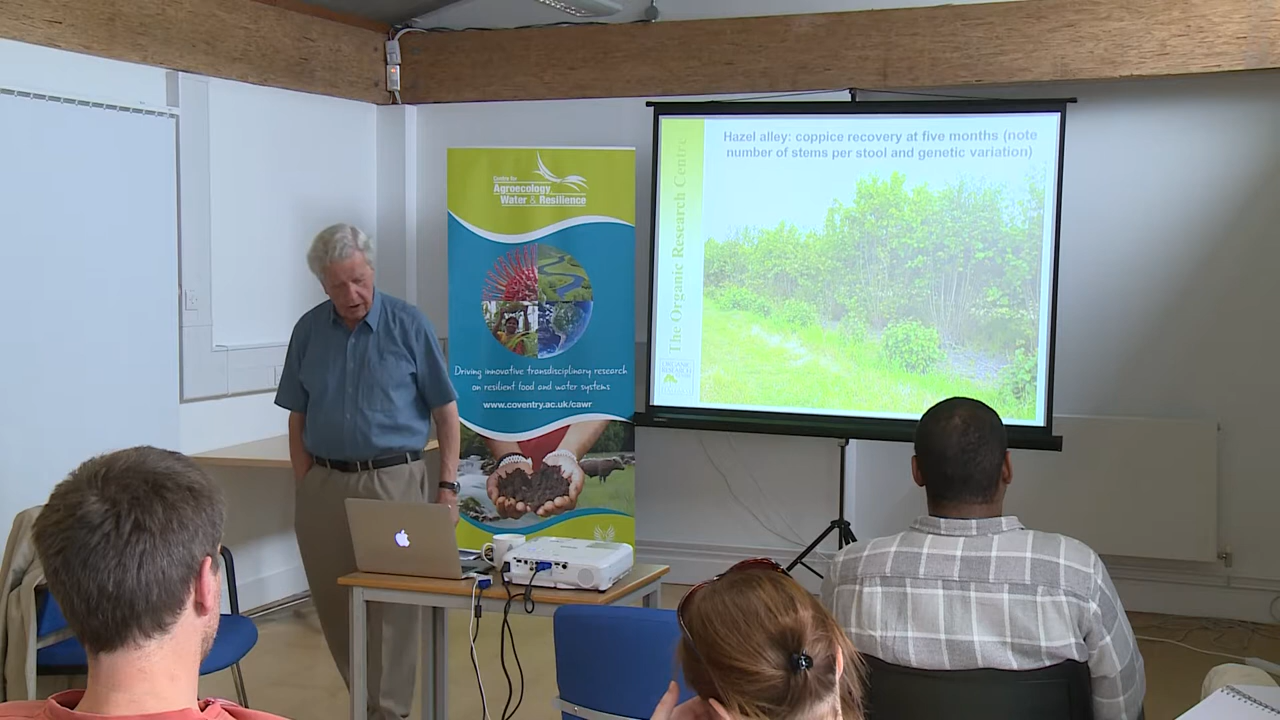 Centre for
Agroecology,
Water & Resilience
Driving innovative transdisciplinary research
on resilient food and water systems
www.coventry.ac.uk/cawr
Hazel alley: coppice recovery at five months (note
number of stems per stool and genetic variation)
The Organic Research Centre
ORGANIC
RESEARCH